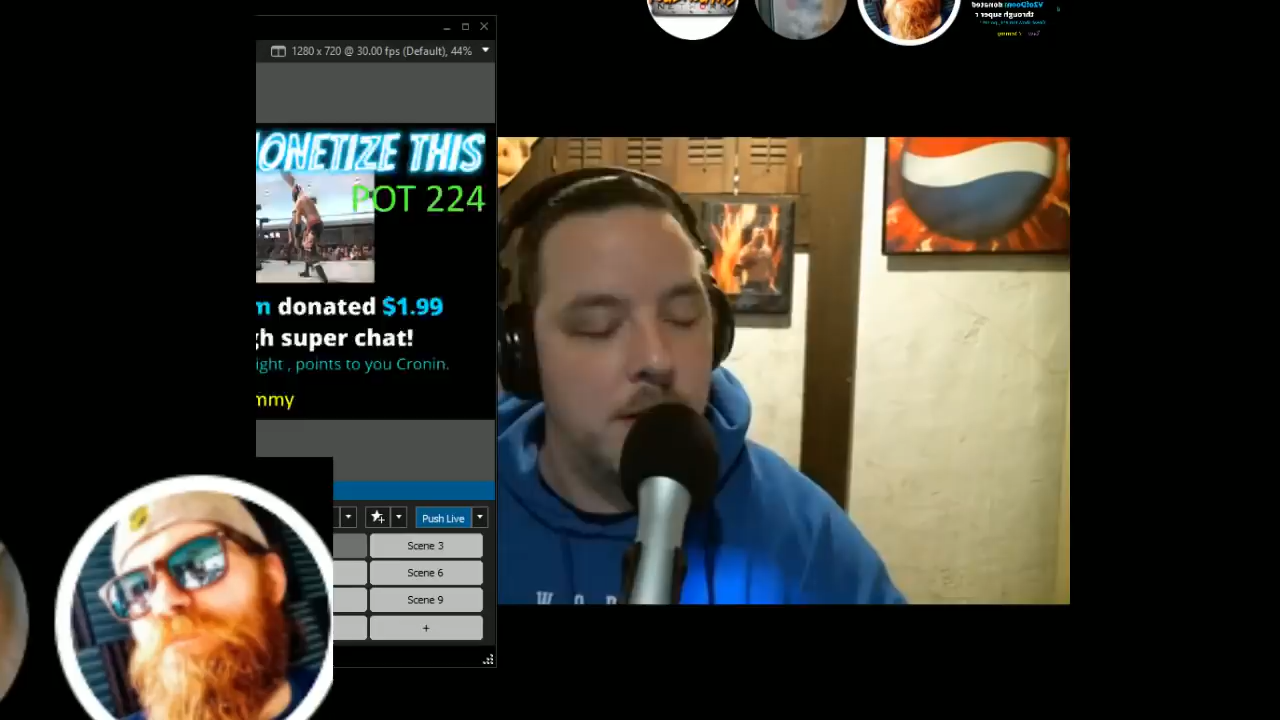 1280 x 720 @ 30.00 fps (Default), 44%
ONETIZE THIS
POT 224
m donated $1.99
gh super chat!
ight , points to you Cronin.
mmy
Push Live
Scene 3
Scene 6
Scene 9
+
donated
through super